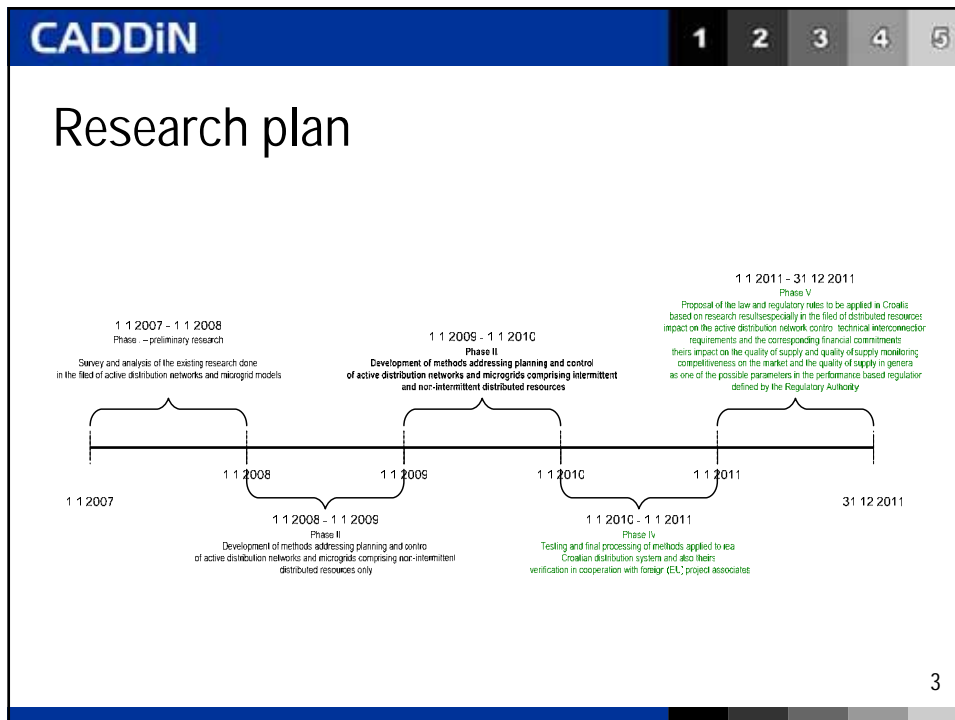 CADDiN
1 2 3 4 5
Research plan
1 1 2007 - 1 1 2008
Phase . – preliminary research
Survey and analysis of the existing research done
in the filed of active distribution networks and microgrid models
1 1 2009 - 1 1 2010
Phase II.
Development of methods addressing planning and control
of active distribution networks and microgrids comprising intermittent
and non-intermittent distributed resources
1 1 2011 - 31 12 2011
Phase V
Proposal of the law and regulatory rules to be applied in Croatia
based on research resultsespecially in the filed of distributed resources
impact on the active distribution network contro technical interconnection
requirements and the corresponding financial commitments
theirs impact on the quality of supply and quality of supply monitoring
competitiveness on the market and the quality of supply in genera
as one of the possible parameters in the performance based regulation
defined by the Regulatory Authority
1 1 2007
1 1 2008
1 1 2009
1 1 2010
1 1 2011
31 12 2011
1 1 2008 - 1 1 2009
Phase II
Development of methods addressing planning and contro
of active distribution networks and microgrids comprising non-intermittent
distributed resources only
1 1 2010 - 1 1 2011
Phase IV
Testing and final processing of methods applied to rea
Croatian distribution system and also theirs
verification in cooperation with foreign (EU) project associates
3